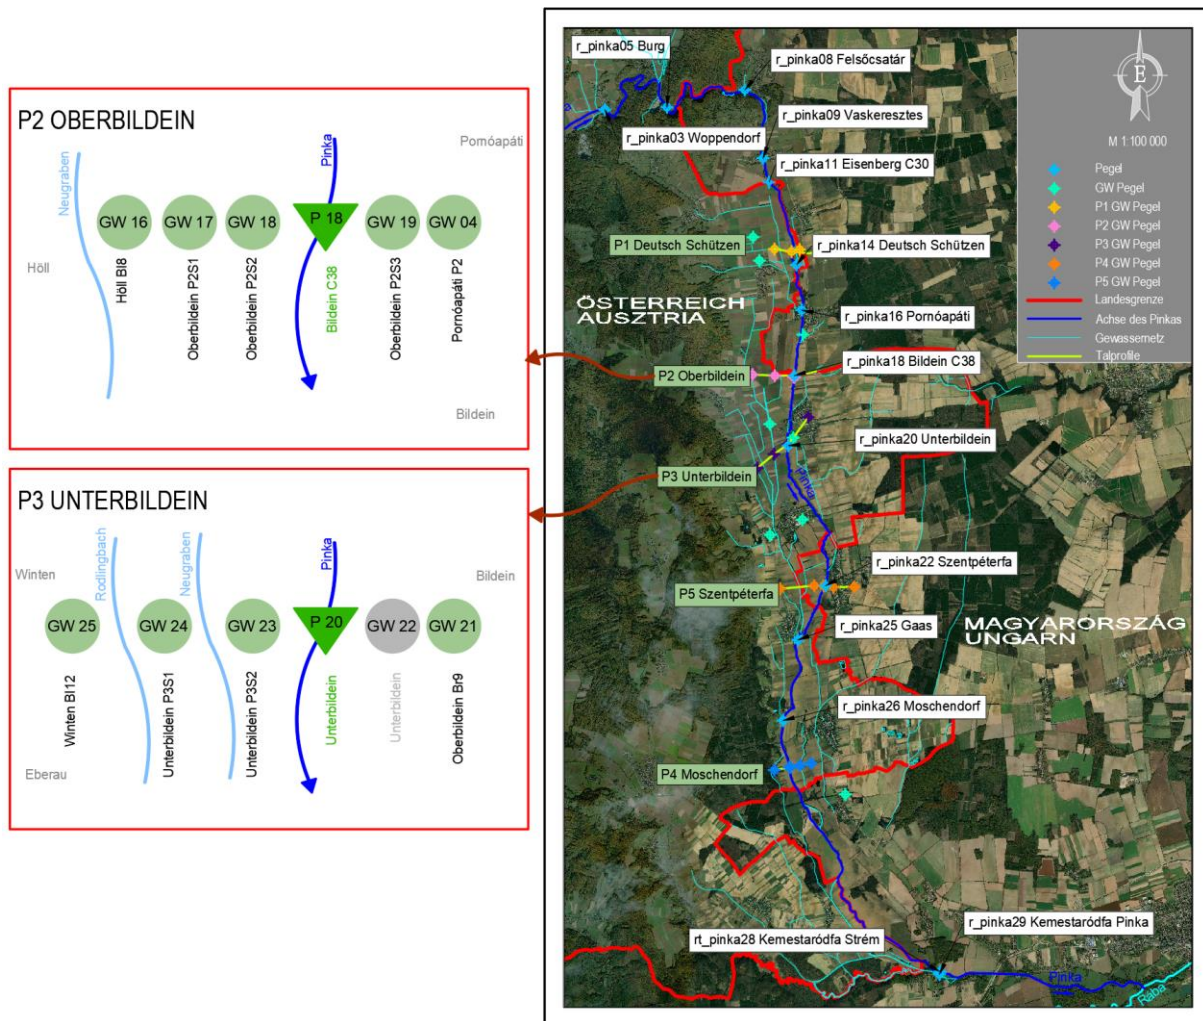 P2 OBERBILDEIN
Neugraben
Pinka
Pornóapáti
GW 16
GW 17
GW 18
P 18
GW 19
GW 04
Höll
Höll Bl8
Oberbildein P2S1
Oberbildein P2S2
Bildein C38
Oberbildein P2S3
Pornóapáti P2
Bildein
P3 UNTERBILDEIN
Winten
Rodlingbach
Neugraben
Pinka
Bildein
GW 25
GW 24
GW 23
P 20
GW 22
GW 21
Winten Bl12
Unterbildein P3S1
Unterbildein P3S2
Unterbildein
Unterbildein
Oberbildein Br9
Eberau
r_pinka05 Burg
r_pinka08 Felsőcsatár
r_pinka09 Vaskeresztes
r_pinka03 Woppendorf
r_pinka11 Eisenberg C30
P1 Deutsch Schützen
r_pinka14 Deutsch Schützen
ÖSTERREICH
AUSZTRIA
r_pinka16 Pornóapáti
r_pinka18 Bildein C38
P2 Oberbildein
r_pinka20 Unterbildein
P3 Unterbildein
Pinka
r_pinka22 Szentpéterfa
P5 Szentpéterfa
r_pinka25 Gaas
MAGYARORSZÁG
UNGARN
r_pinka26 Moschendorf
P4 Moschendorf
r_pinka29 Kemestaródfa Pinka
rt_pinka28 Kemestaródfa Strém
Pinka
Raba
E
M 1:100 000
Pegel
GW Pegel
P1 GW Pegel
P2 GW Pegel
P3 GW Pegel
P4 GW Pegel
P5 GW Pegel
Landesgrenze
Achse des Pinkas
Gewassernetz
Talprofile